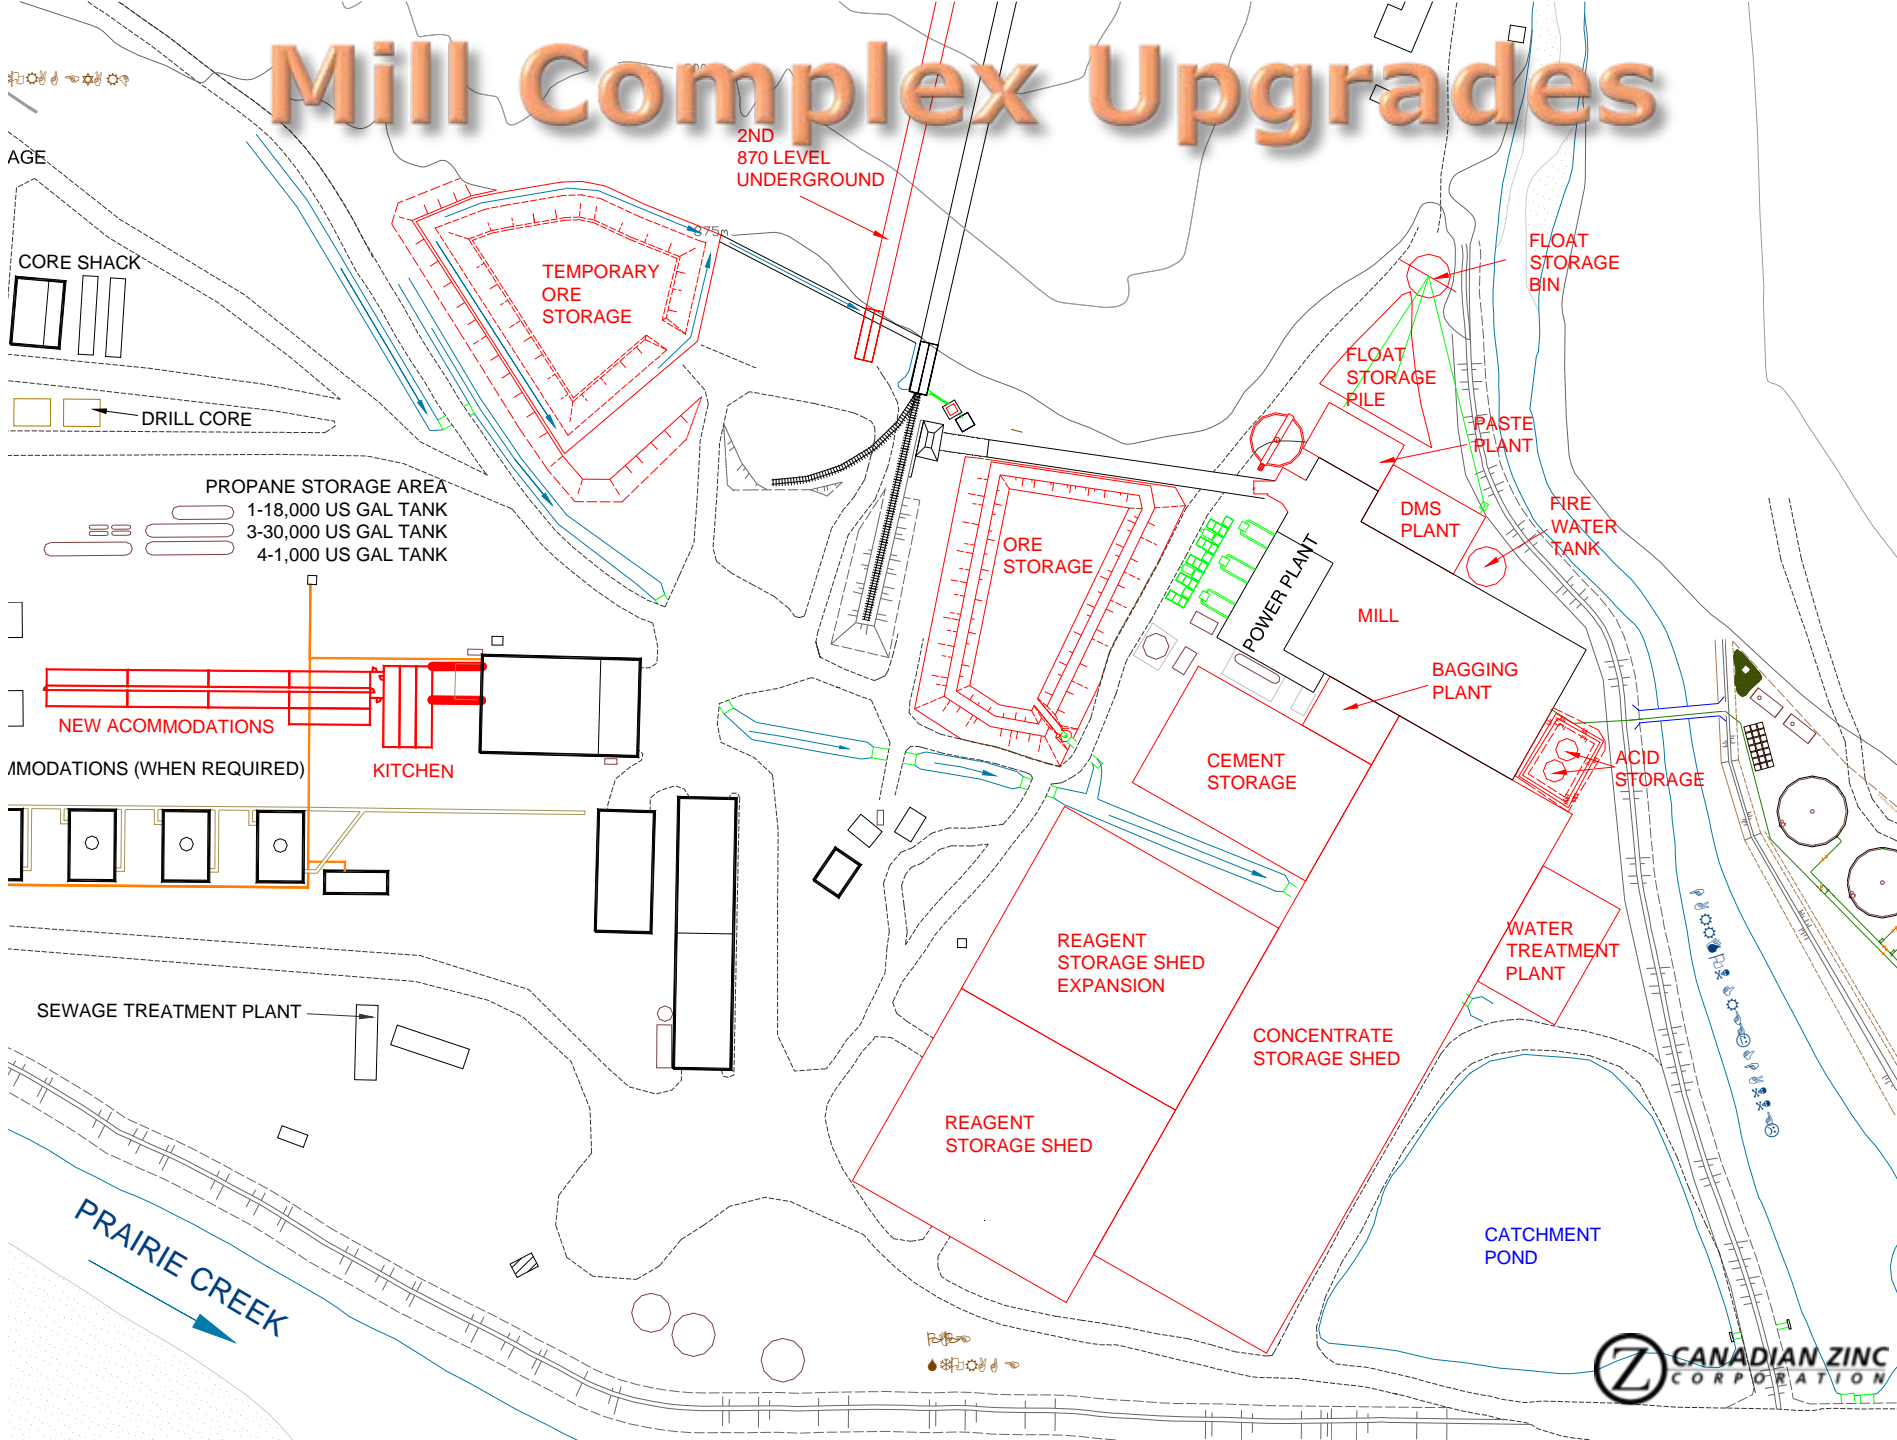 Mill Complex Upgrades
AGE
2ND
870 LEVEL
UNDERGROUND
875m
CORE SHACK
TEMPORARY
ORE
STORAGE
FLOAT
STORAGE
BIN
FLOAT
STORAGE
PILE
DRILL CORE
PASTE
PLANT
PROPANE STORAGE AREA
1-18,000 US GAL TANK
3-30,000 US GAL TANK
4-1,000 US GAL TANK
DMS
PLANT
FIRE
WATER
TANK
ORE
STORAGE
POWER PLANT
MILL
BAGGING
PLANT
NEW ACOMMODATIONS
MMODATIONS (WHEN REQUIRED)
KITCHEN
CEMENT
STORAGE
ACID
STORAGE
REAGENT
STORAGE SHED
EXPANSION
WATER
TREATMENT
PLANT
SEWAGE TREATMENT PLANT
CONCENTRATE
STORAGE SHED
REAGENT
STORAGE SHED
PRAIRIE CREEK
CATCHMENT
POND
CANADIAN ZINC
CORPORATION